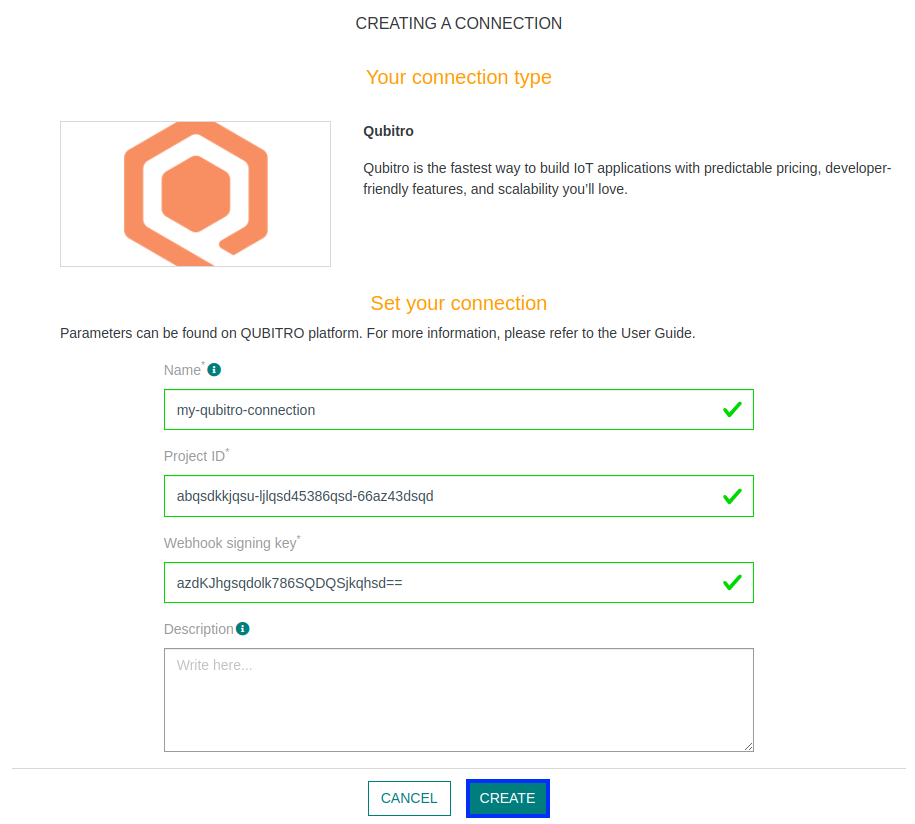 CREATING A CONNECTION
Your connection type
Qubitro
Qubitro is the fastest way to build IoT applications with predictable pricing, developer-
friendly features, and scalability you’ll love.
Set your connection
Parameters can be found on QUBITRO platform. For more information, please refer to the User Guide.
Name*
my-qubitro-connection
Project ID*
abqsdkkjqsu-ljlqsd45386qsd-66az43dsqd
Webhook signing key*
azdKJhgsqdolk786SQDQSjkqhsd==
Description
Write here...
CANCEL CREATE